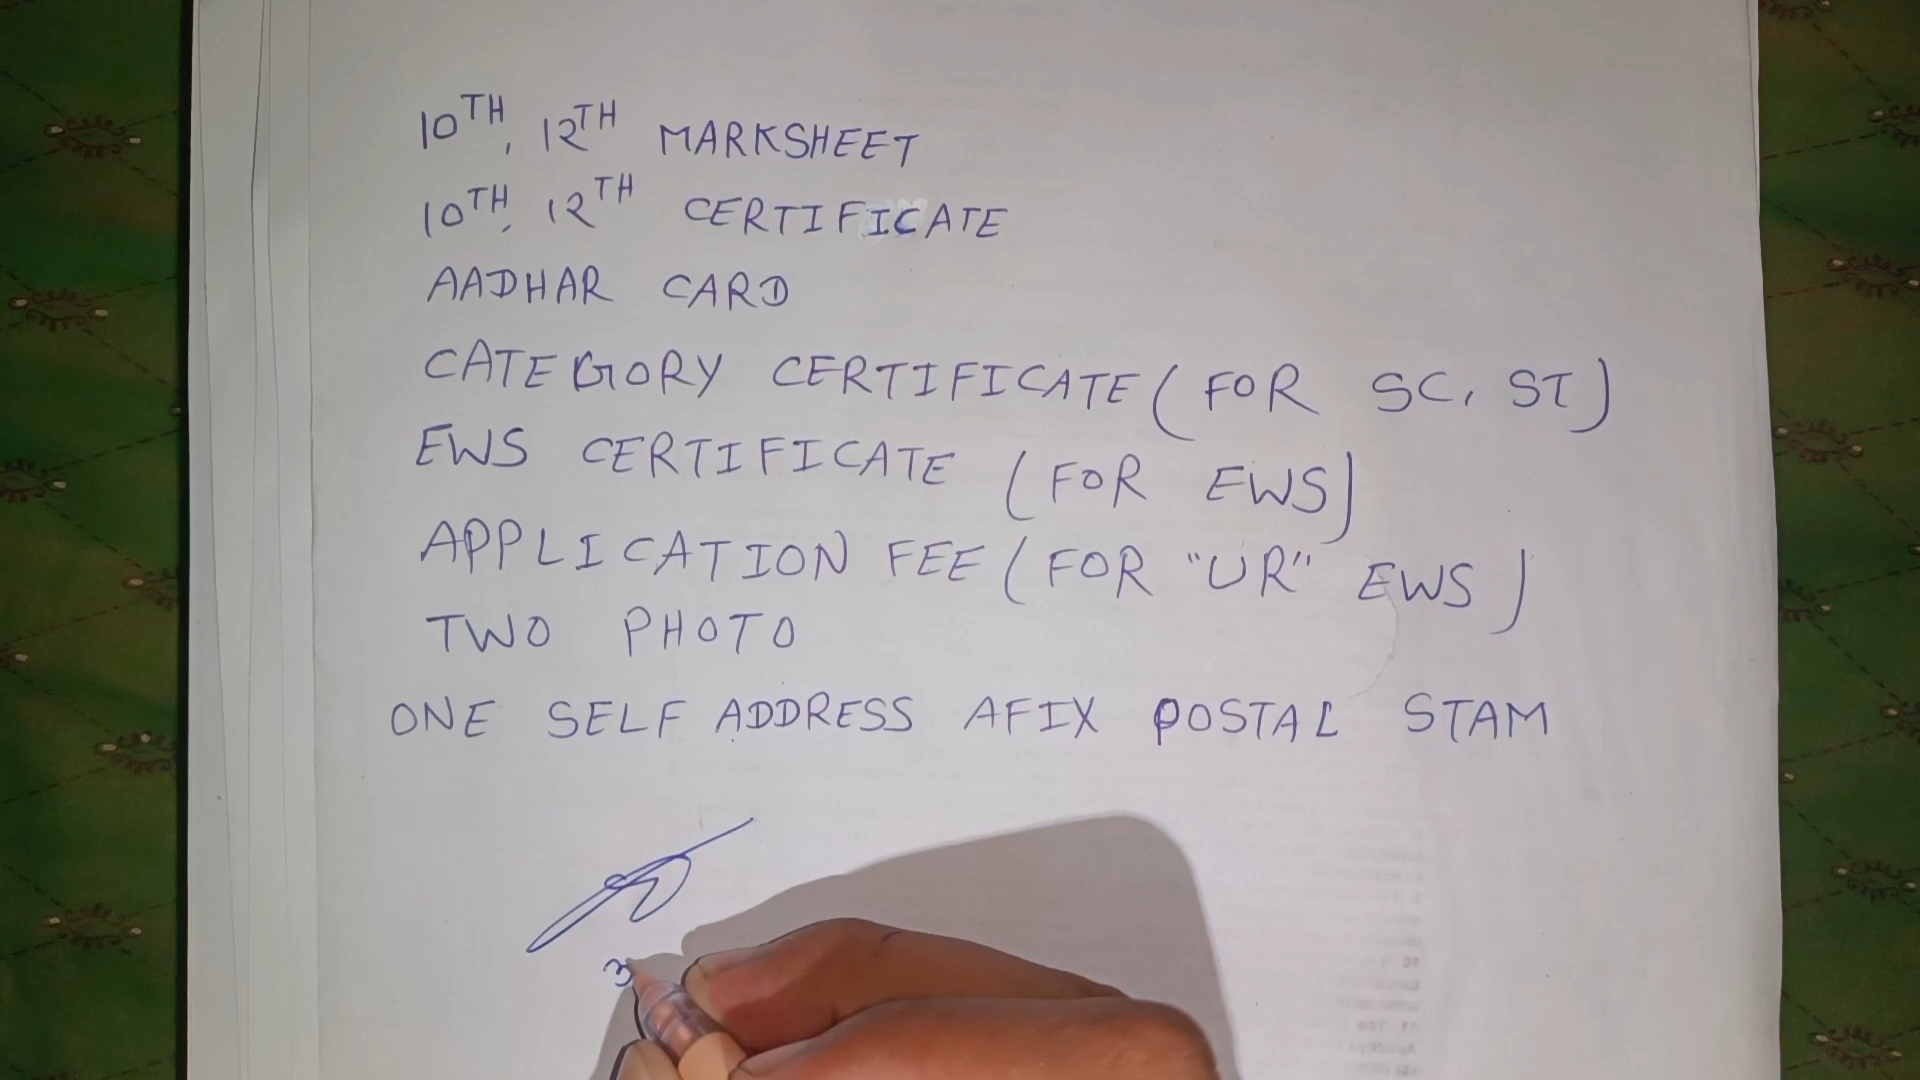 10TH, 12TH MARKSHEET
10TH, 12TH CERTIFICATE
AADHAR CARD
CATEGORY CERTIFICATE (FOR SC, ST)
EWS CERTIFICATE (FOR EWS)
APPLICATION FEE (FOR "UR" EWS)
TWO PHOTO
ONE SELF ADDRESS AFIX POSTAL STAM
3